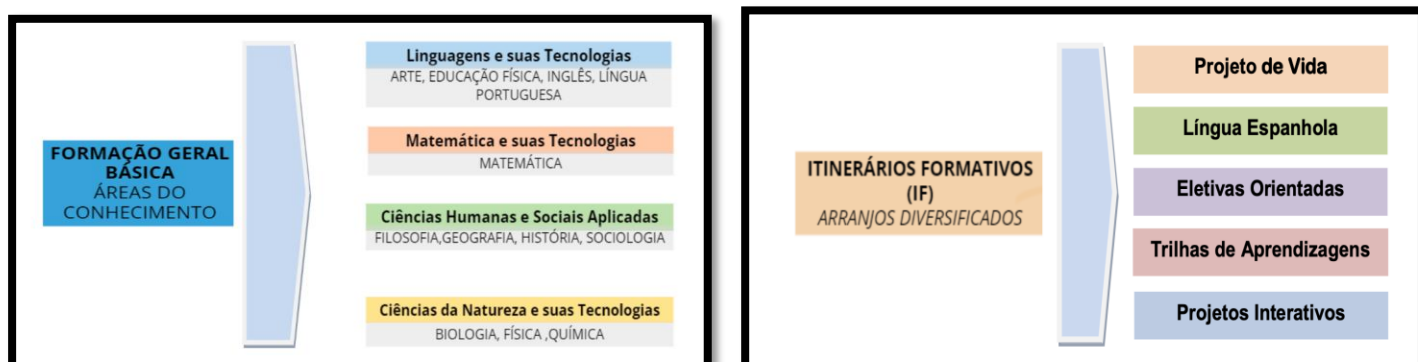 FORMAÇÃO GERAL
BÁSICA
ÁREAS DO
CONHECIMENTO
Linguagens e suas Tecnologias
ARTE, EDUCAÇÃO FÍSICA, INGLÊS, LÍNGUA
PORTUGUESA
Matemática e suas Tecnologias
MATEMÁTICA
Ciências Humanas e Sociais Aplicadas
FILOSOFIA,GEOGRAFIA, HISTÓRIA, SOCIOLOGIA
Ciências da Natureza e suas Tecnologias
BIOLOGIA, FÍSICA ,QUÍMICA
ITINERÁRIOS FORMATIVOS
(IF)
ARRANJOS DIVERSIFICADOS
Projeto de Vida
Língua Espanhola
Eletivas Orientadas
Trilhas de Aprendizagens
Projetos Interativos